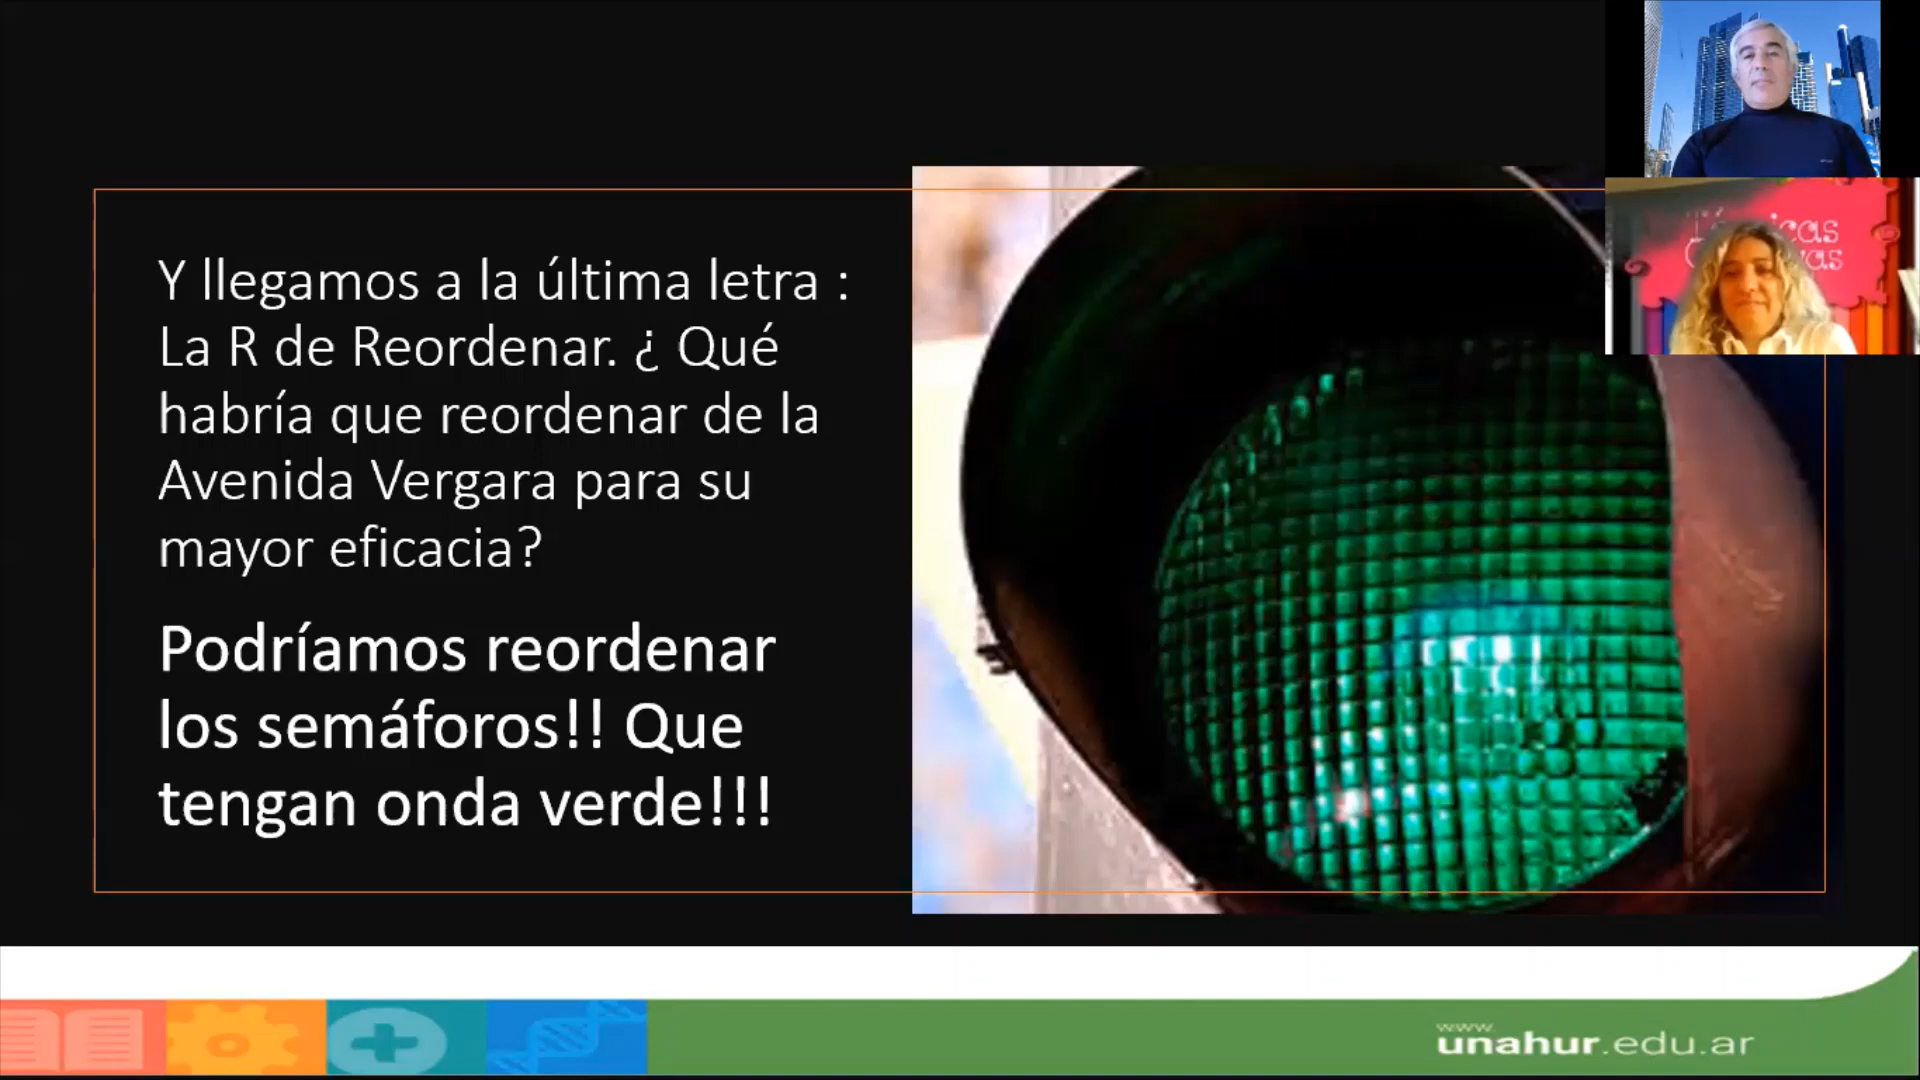 Y llegamos a la última letra :
La R de Reordenar. ¿ Qué
habría que reordenar de la
Avenida Vergara para su
mayor eficacia?
Podríamos reordenar
los semáforos!! Que
tengan onda verde!!!
www
unahur.edu.ar